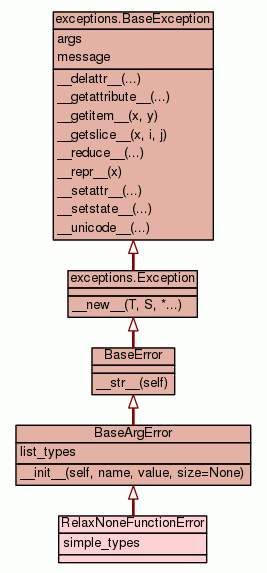 exceptions.BaseException
args
message
__delattr__(...)
__getattribute__(...)
__getitem__(x, y)
__getslice__(x, i, j)
__reduce__(...)
__repr__(x)
__setattr__(...)
__setstate__(...)
__unicode__(...)
exceptions.Exception
__new__(T, S, *...)
BaseError
__str__(self)
BaseArgError
list_types
__init__(self, name, value, size=None)
RelaxNoneFunctionError
simple_types